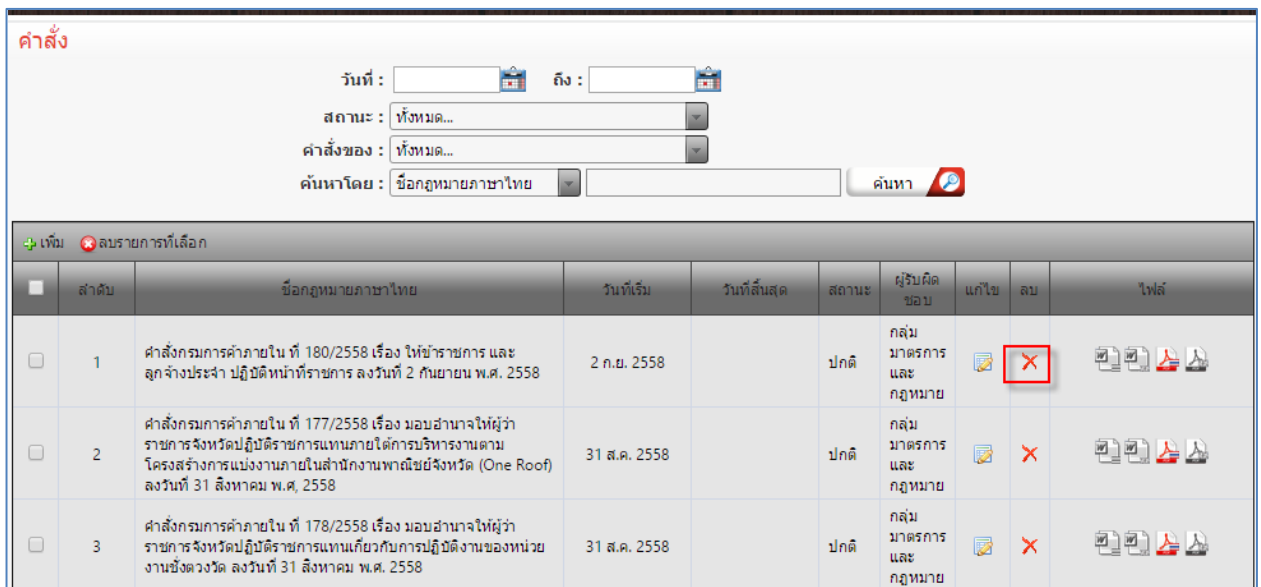 คำสั่ง
วันที่ : ถึง :
สถานะ : ทั้งหมด...
คำสั่งของ : ทั้งหมด...
ค้นหาโดย : ชื่อกฎหมายภาษาไทย ค้นหา
เพิ่ม ลบรายการที่เลือก
ลำดับ ชื่อกฎหมายภาษาไทย วันที่เริ่ม วันที่สิ้นสุด สถานะ ผู้รับผิด แก้ไข ลบ ไฟล์
ชอบ
กลุ่ม
คำสั่งกรมการค้าภายใน ที่ 180/2558 เรื่อง ให้ข้าราชการ และ มาตรการ
1 ลูกจ้างประจำ ปฏิบัติหน้าที่ราชการ ลงวันที่ 2 กันยายน พ.ศ. 2558 2 ก.ย. 2558 ปกติ และ
กฎหมาย
คำสั่งกรมการค้าภายใน ที่ 177/2558 เรื่อง มอบอำนาจให้ผู้ว่า กลุ่ม
ราชการจังหวัดปฏิบัติราชการแทนภายใต้การบริหารงานตาม มาตรการ
2 โครงสร้างการแบ่งงานภายในสำนักงานพาณิชย์จังหวัด (One Roof) 31 ส.ค. 2558 ปกติ และ
ลงวันที่ 31 สิงหาคม พ.ศ, 2558 กฎหมาย
กลุ่ม
คำสั่งกรมการค้าภายใน ที่ 178/2558 เรื่อง มอบอำนาจให้ผู้ว่า มาตรการ
3 ราชการจังหวัดปฏิบัติราชการแทนเกี่ยวกับการปฏิบัติงานของหน่วย 31 ส.ค. 2558 ปกติ และ
งานชั่งตวงวัด ลงวันที่ 31 สิงหาคม พ.ศ. 2558 กฎหมาย